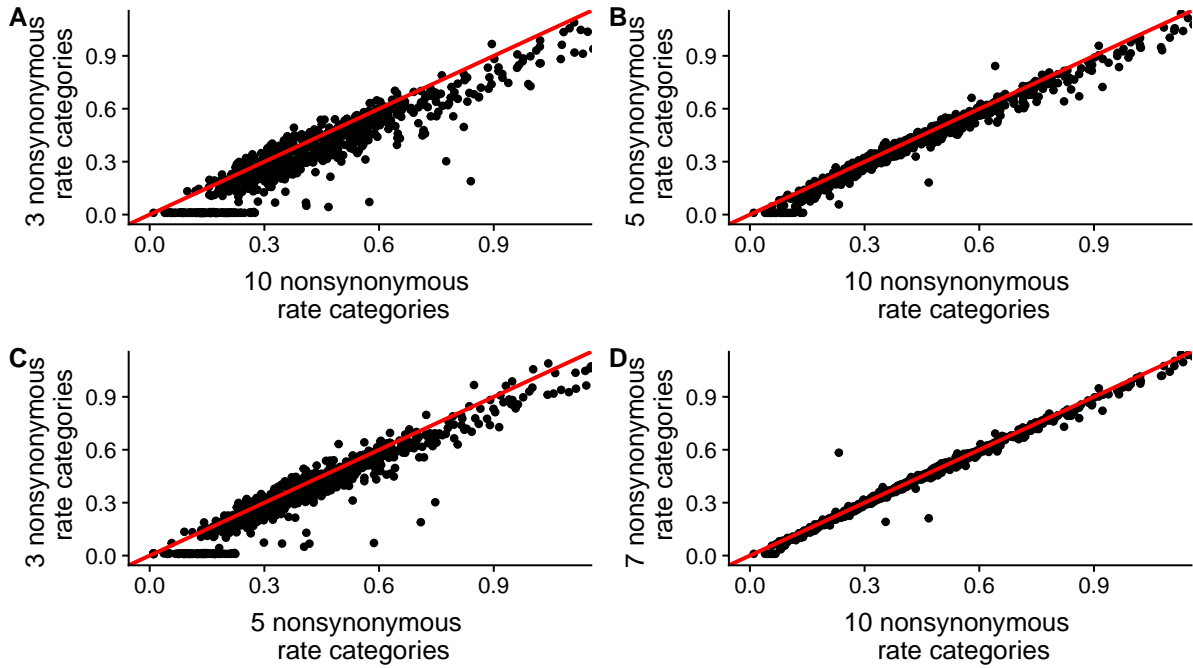 A
3 nonsynonymous
rate categories
0.9
0.6
0.3
0.0
0.0 0.3 0.6 0.9
10 nonsynonymous
rate categories
B
5 nonsynonymous
rate categories
0.9
0.6
0.3
0.0
0.0 0.3 0.6 0.9
10 nonsynonymous
rate categories
C
3 nonsynonymous
rate categories
0.9
0.6
0.3
0.0
0.0 0.3 0.6 0.9
5 nonsynonymous
rate categories
D
7 nonsynonymous
rate categories
0.9
0.6
0.3
0.0
0.0 0.3 0.6 0.9
10 nonsynonymous
rate categories